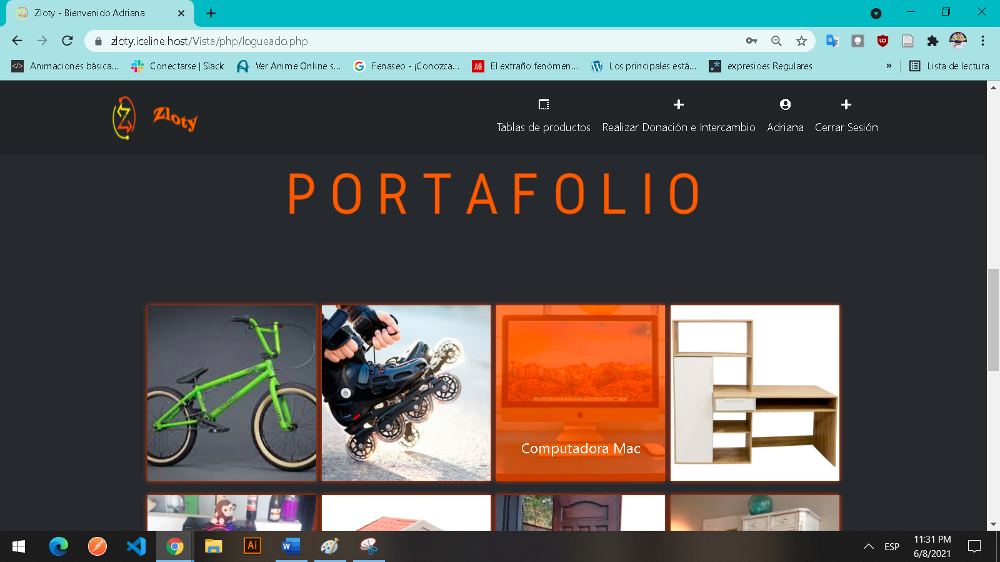 Zloty - Bienvenido Adriana
zloty.iceline.host/Vista/php/logueado.php
Animaciones básica...
Conectarse | Slack
Ver Anime Online s...
Fenaseo - ¡Conozca...
AG
El extraño fenómen...
Los principales está...
expresioes Regulares
»
Lista de lectura
Zloty
Tablas de productos
Realizar Donación e Intercambio
Adriana
Cerrar Sesión
PORTAFOLIO
Computadora Mac
Ai
W
ESP
11:31 PM
6/8/2021